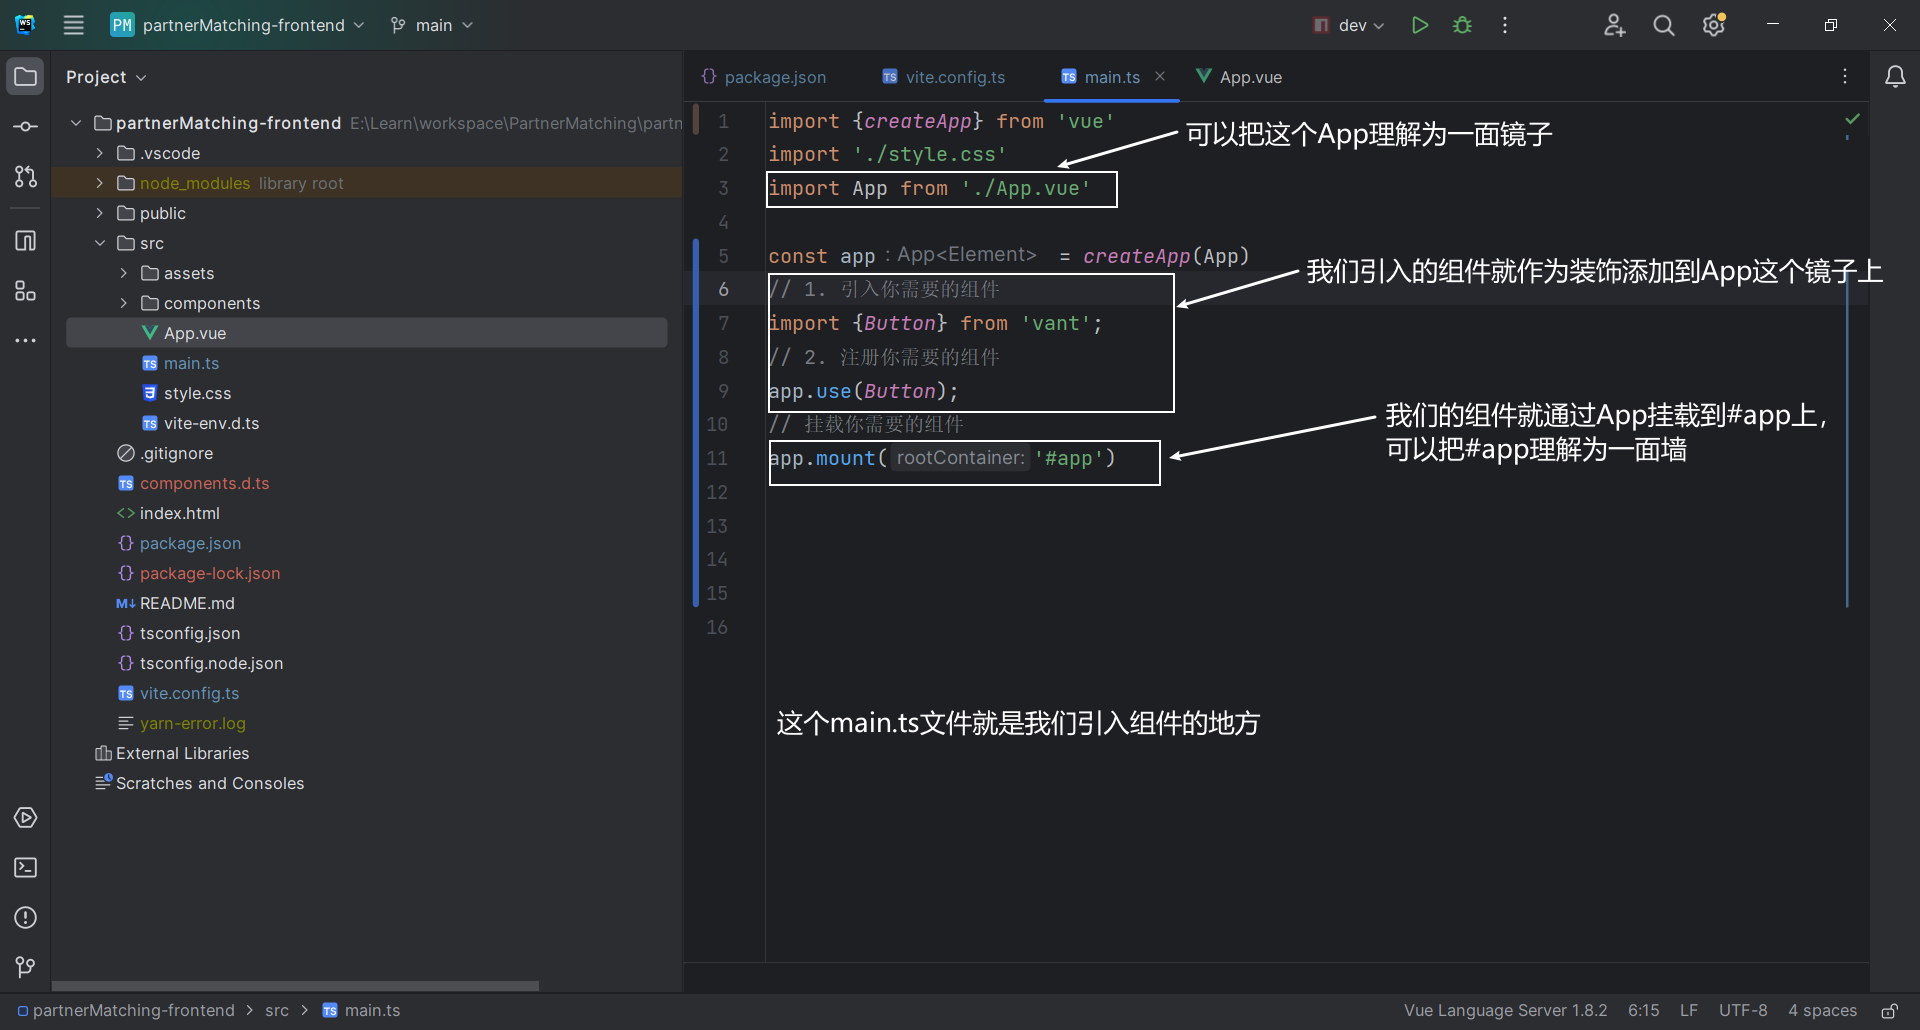 PM partnerMatching-frontend main dev
Project
package.json vite.config.ts main.ts App.vue
partnerMatching-frontend E:\Learn\workspace\PartnerMatching\partn
.vscode
node_modules library root
public
src
assets
components
App.vue
main.ts
style.css
vite-env.d.ts
.gitignore
components.d.ts
index.html
package.json
package-lock.json
README.md
tsconfig.json
tsconfig.node.json
vite.config.ts
yarn-error.log
External Libraries
Scratches and Consoles
1 import {createApp} from 'vue'
可以把这个App理解为一面镜子
2 import './style.css'
3 import App from './App.vue'
4
5 const app : App<Element> = createApp(App)
我们引入的组件就作为装饰添加到App这个镜子上
6 // 1. 引入你需要的组件
7 import {Button} from 'vant';
8 // 2. 注册你需要的组件
9 app.use(Button);
10 // 挂载你需要的组件
我们的组件就通过App挂载到#app上,
可以把#app理解为一面墙
11 app.mount( rootContainer: '#app')
12
13
14
15
16
这个main.ts文件就是我们引入组件的地方
partnerMatching-frontend > src > main.ts
Vue Language Server 1.8.2 6:15 LF UTF-8 4 spaces